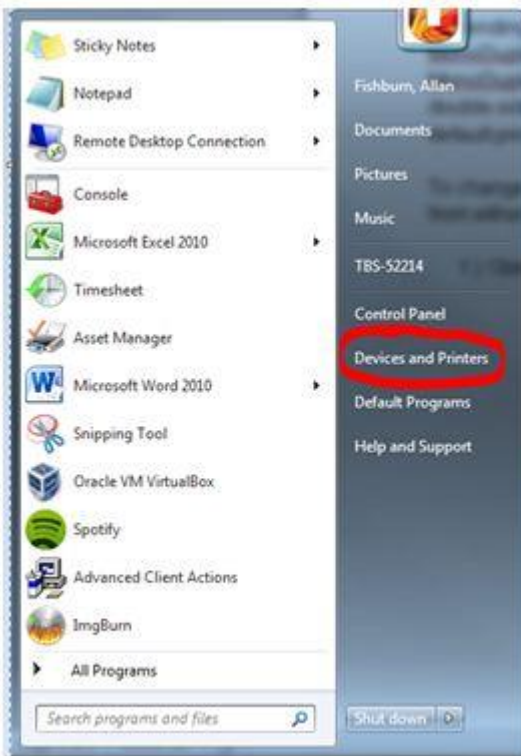 Sticky Notes
Notepad
Remote Desktop Connection
Console
Microsoft Excel 2010
Timesheet
Asset Manager
Microsoft Word 2010
Snipping Tool
Oracle VM VirtualBox
Spotify
Advanced Client Actions
ImgBurn
All Programs
Search programs and files
Fishburn, Allan
Documents
Pictures
Music
TBS-52214
Control Panel
Devices and Printers
Default Programs
Help and Support
Shut down